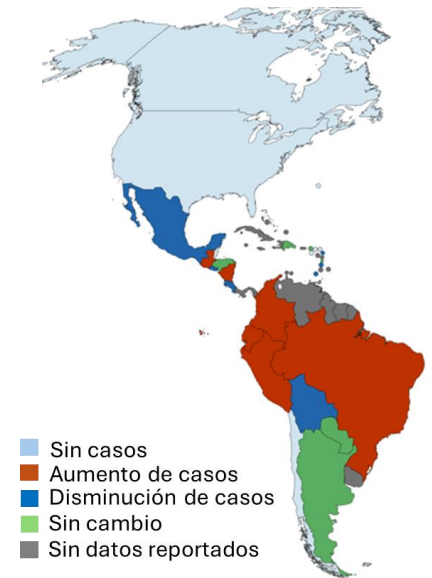 Sin casos
Aumento de casos
Disminución de casos
Sin cambio
Sin datos reportados